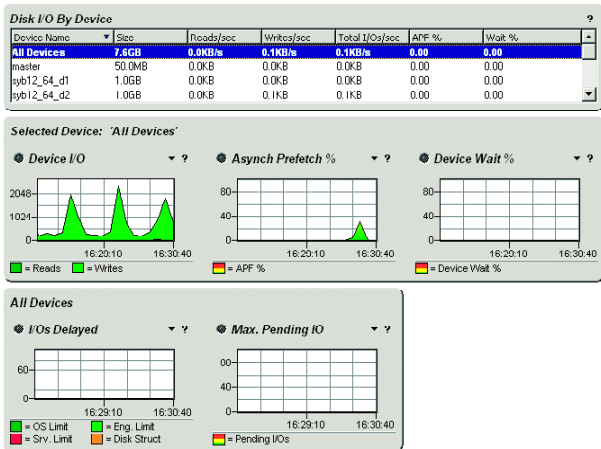 Disk I/O By Device ?
Device Name Size Reads/sec Writes/sec Total I/Os/sec APF % Wait %
All Devices 7.6GB 0.0KB/s 0.1KB/s 0.1KB/s 0.00 0.00
master 50.0MB 0.0KB 0.0KB 0.0KB 0.00 0.00
syb12_64_d1 1.0GB 0.0KB 0.0KB 0.0KB 0.00 0.00
syb12_64_d2 1.0GB 0.0KB 0.1KB 0.1KB 0.00 0.00
Selected Device: 'All Devices'
Device I/O ? Asynch Prefetch % ? Device Wait % ?
2048 80 80
1024 40 40
0 0 0
16:20:10 16:30:40 16:20:10 16:30:40 16:20:10 16:30:40
= Reads = Writes = APF % = Device Wait %
All Devices
I/Os Delayed ? Max. Pending IO ?
60 00
40
0 0
16:29:10 16:30:40 16:29:10 16:30:40
= OS Limit = Eng. Limit
= Srv. Limit = Disk Struct = Pending I/Os